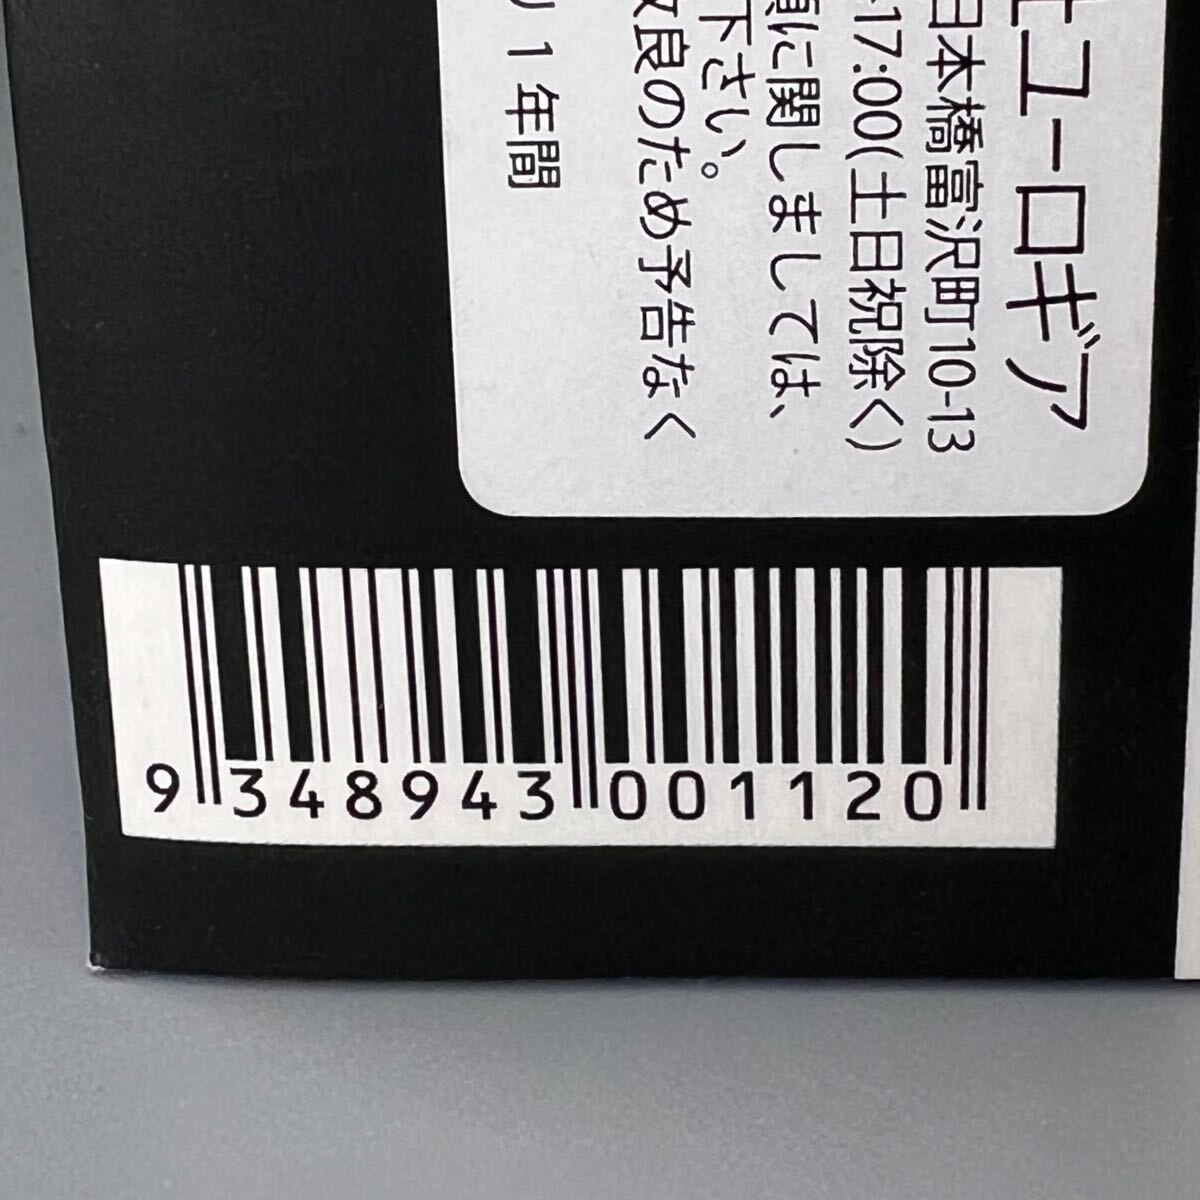 ユーロギア
日本橋富沢町10-13
17:00(土日祝除く)
に関しましては、
下さい。
良のため予告なく
1年間
9 348943 001120